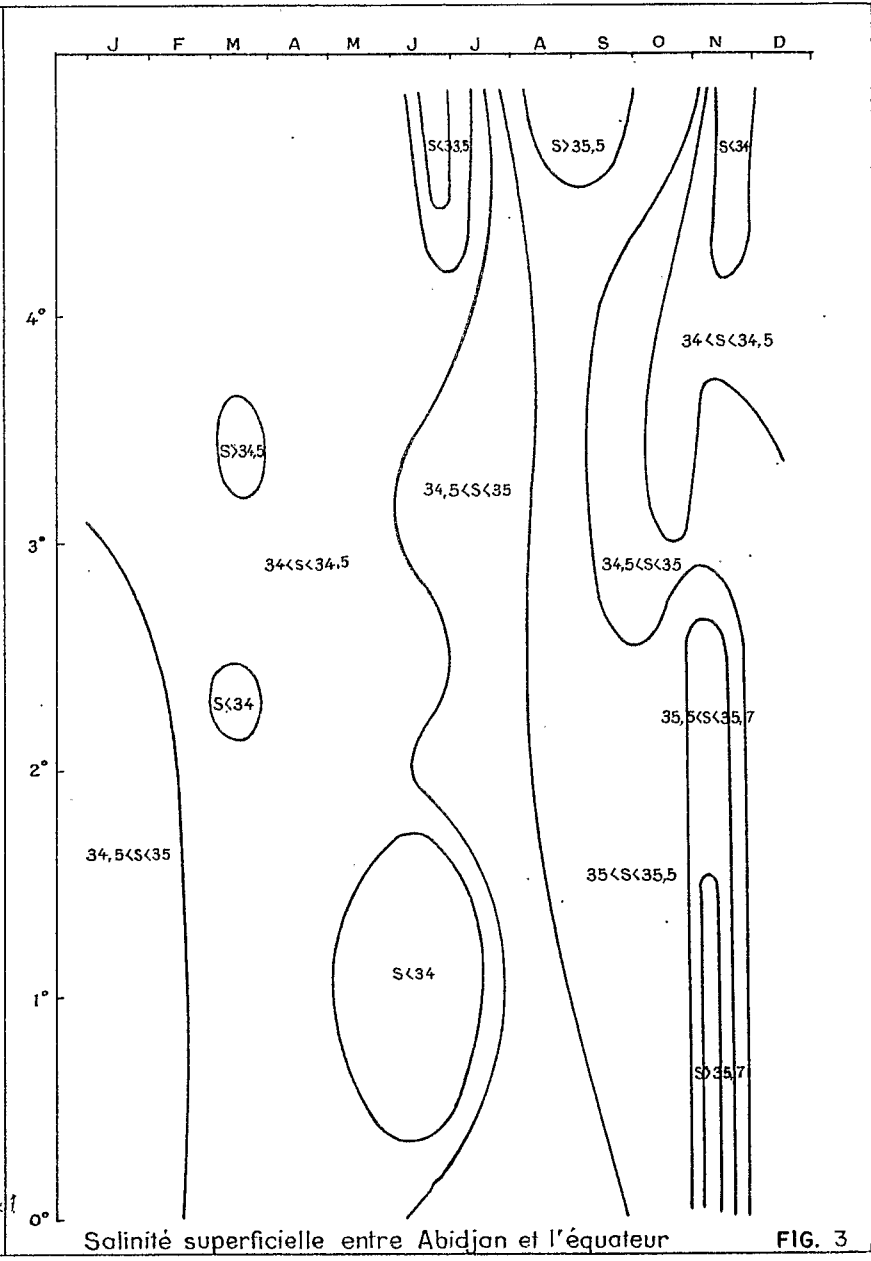 J F M A M J J A S O N D
S<33,5
S>35,5
S<34
4°
34<S<34,5
S>34,5
34,5<S<35
3°
34<S<34,5
34,5<S<35
S<34
35,5<S<35,7
2°
34,5<S<35
35<S<35,5
1°
S<34
S>35,7
0°
Salinité superficielle entre Abidjan et l'équateur FIG. 3